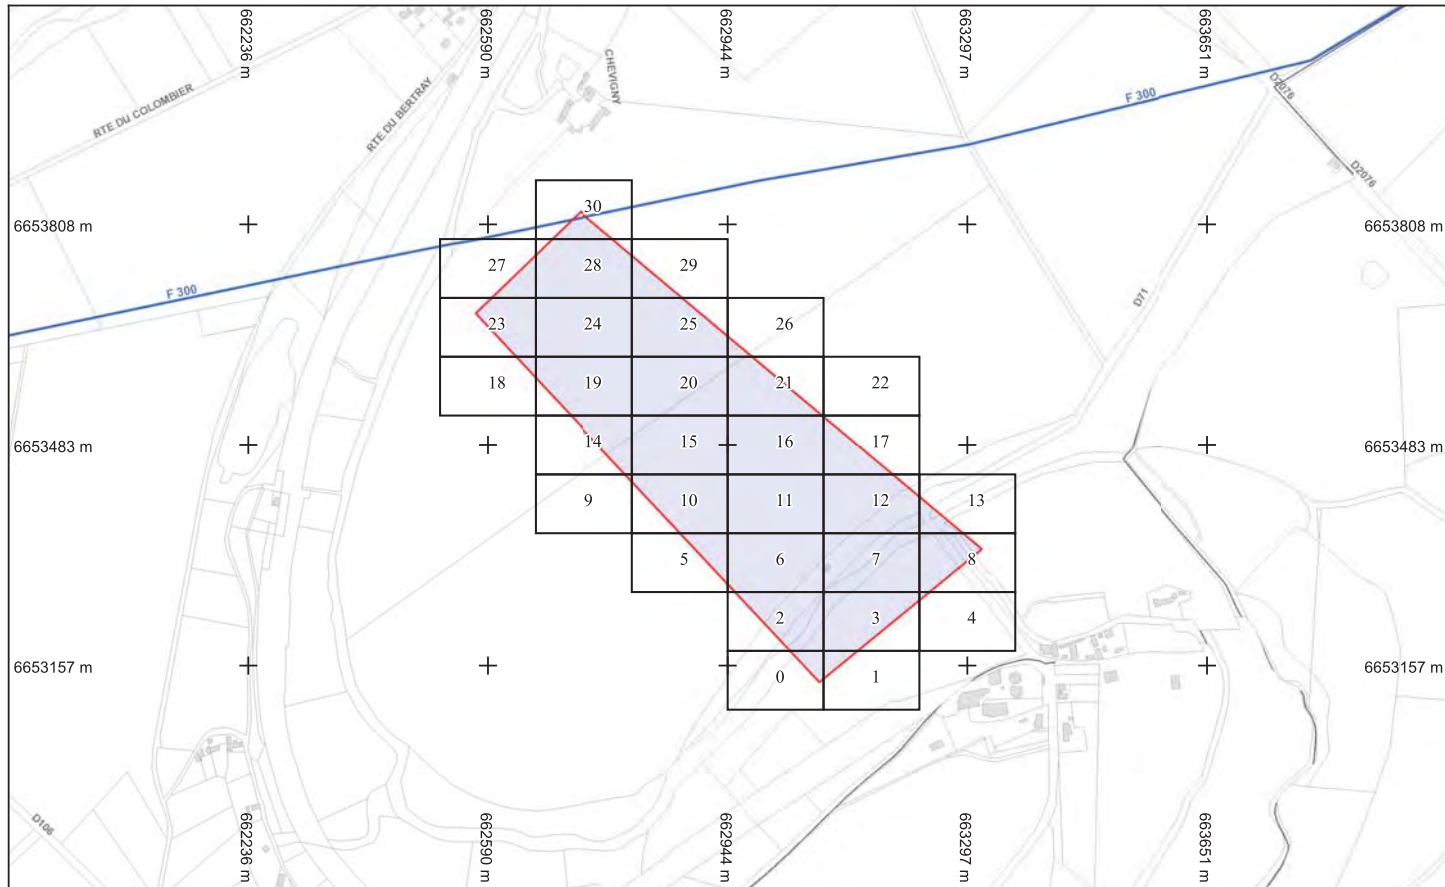 662236 m
662590 m
662944 m
663297 m
663651 m
CHEVIGNY
RTE DU COLOMBIER
RTE DU BERTRAY
F 300
D2076
D2076
30
6653808 m
6653808 m
27
28
29
F 300
D71
23
24
25
26
18
19
20
21
22
6653483 m
14
15
16
17
6653483 m
9
10
11
12
13
5
6
7
8
2
3
4
6653157 m
0
1
6653157 m
D106
662236 m
662590 m
662944 m
663297 m
663651 m